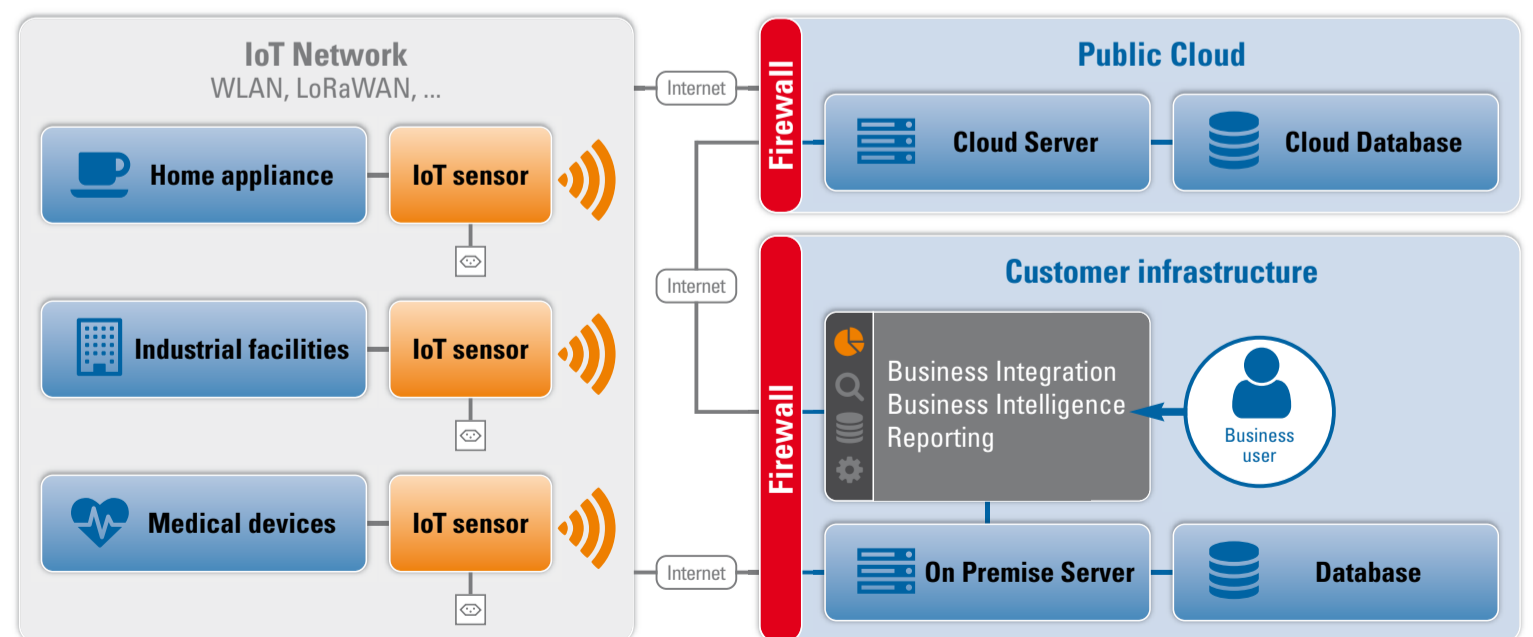 IoT Network
WLAN, LoRaWAN, ...
Home appliance
IoT sensor
Industrial facilities
IoT sensor
Medical devices
IoT sensor
Internet
Internet
Internet
Firewall
Public Cloud
Cloud Server
Cloud Database
Firewall
Customer infrastructure
Business Integration
Business Intelligence
Reporting
Business
user
On Premise Server
Database